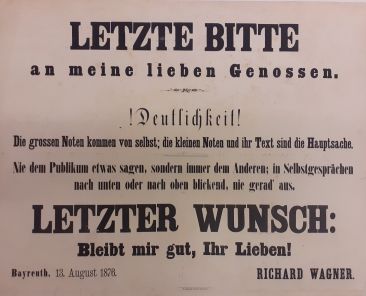 LETZTE BITTE
an meine lieben Genossen.
!Deutlichkeit!
Die grossen Noten kommen von selbst; die kleinen Noten und ihr Text sind die Hauptsache.
Nie dem Publikum etwas sagen, sondern immer dem Anderen; in Selbstgesprächen
nach unten oder nach oben blickend, nie gerad' aus.
LETZTER WUNSCH:
Bleibt mir gut, Ihr Lieben!
Bayreuth, 13. August 1876. RICHARD WAGNER.